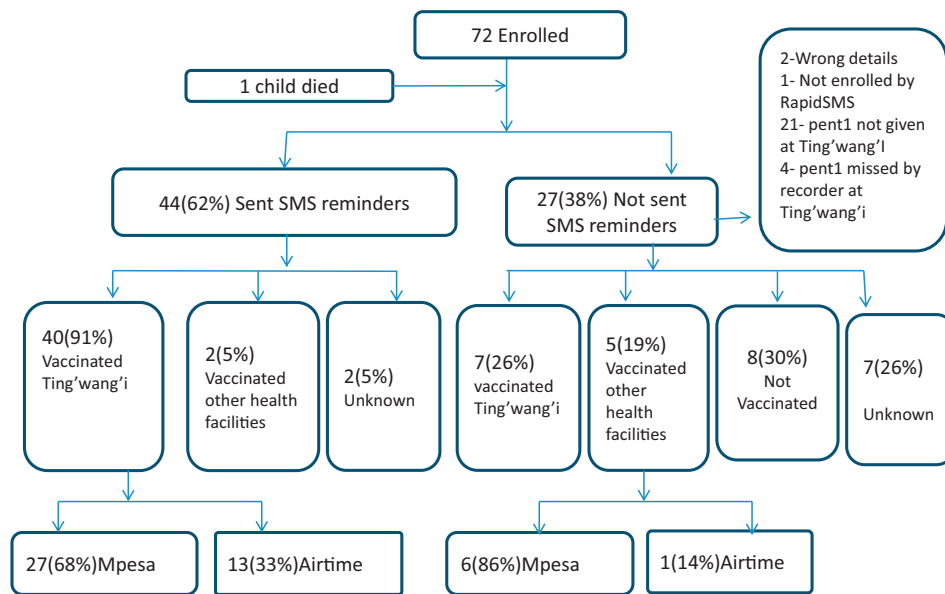 72 Enrolled
1 child died
2-Wrong details
1- Not enrolled by
RapidSMS
21- pent1 not given
at Ting’wang’I
4- pent1 missed by
recorder at
Ting’wang’i
44(62%) Sent SMS reminders
27(38%) Not sent
SMS reminders
40(91%)
Vaccinated
Ting’wang’i
2(5%)
Vaccinated
other health
facilities
2(5%)
Unknown
7(26%)
vaccinated
Ting’wang’i
5(19%)
Vaccinated
other
health
facilities
8(30%)
Not
Vaccinated
7(26%)
Unknown
27(68%)Mpesa
13(33%)Airtime
6(86%)Mpesa
1(14%)Airtime